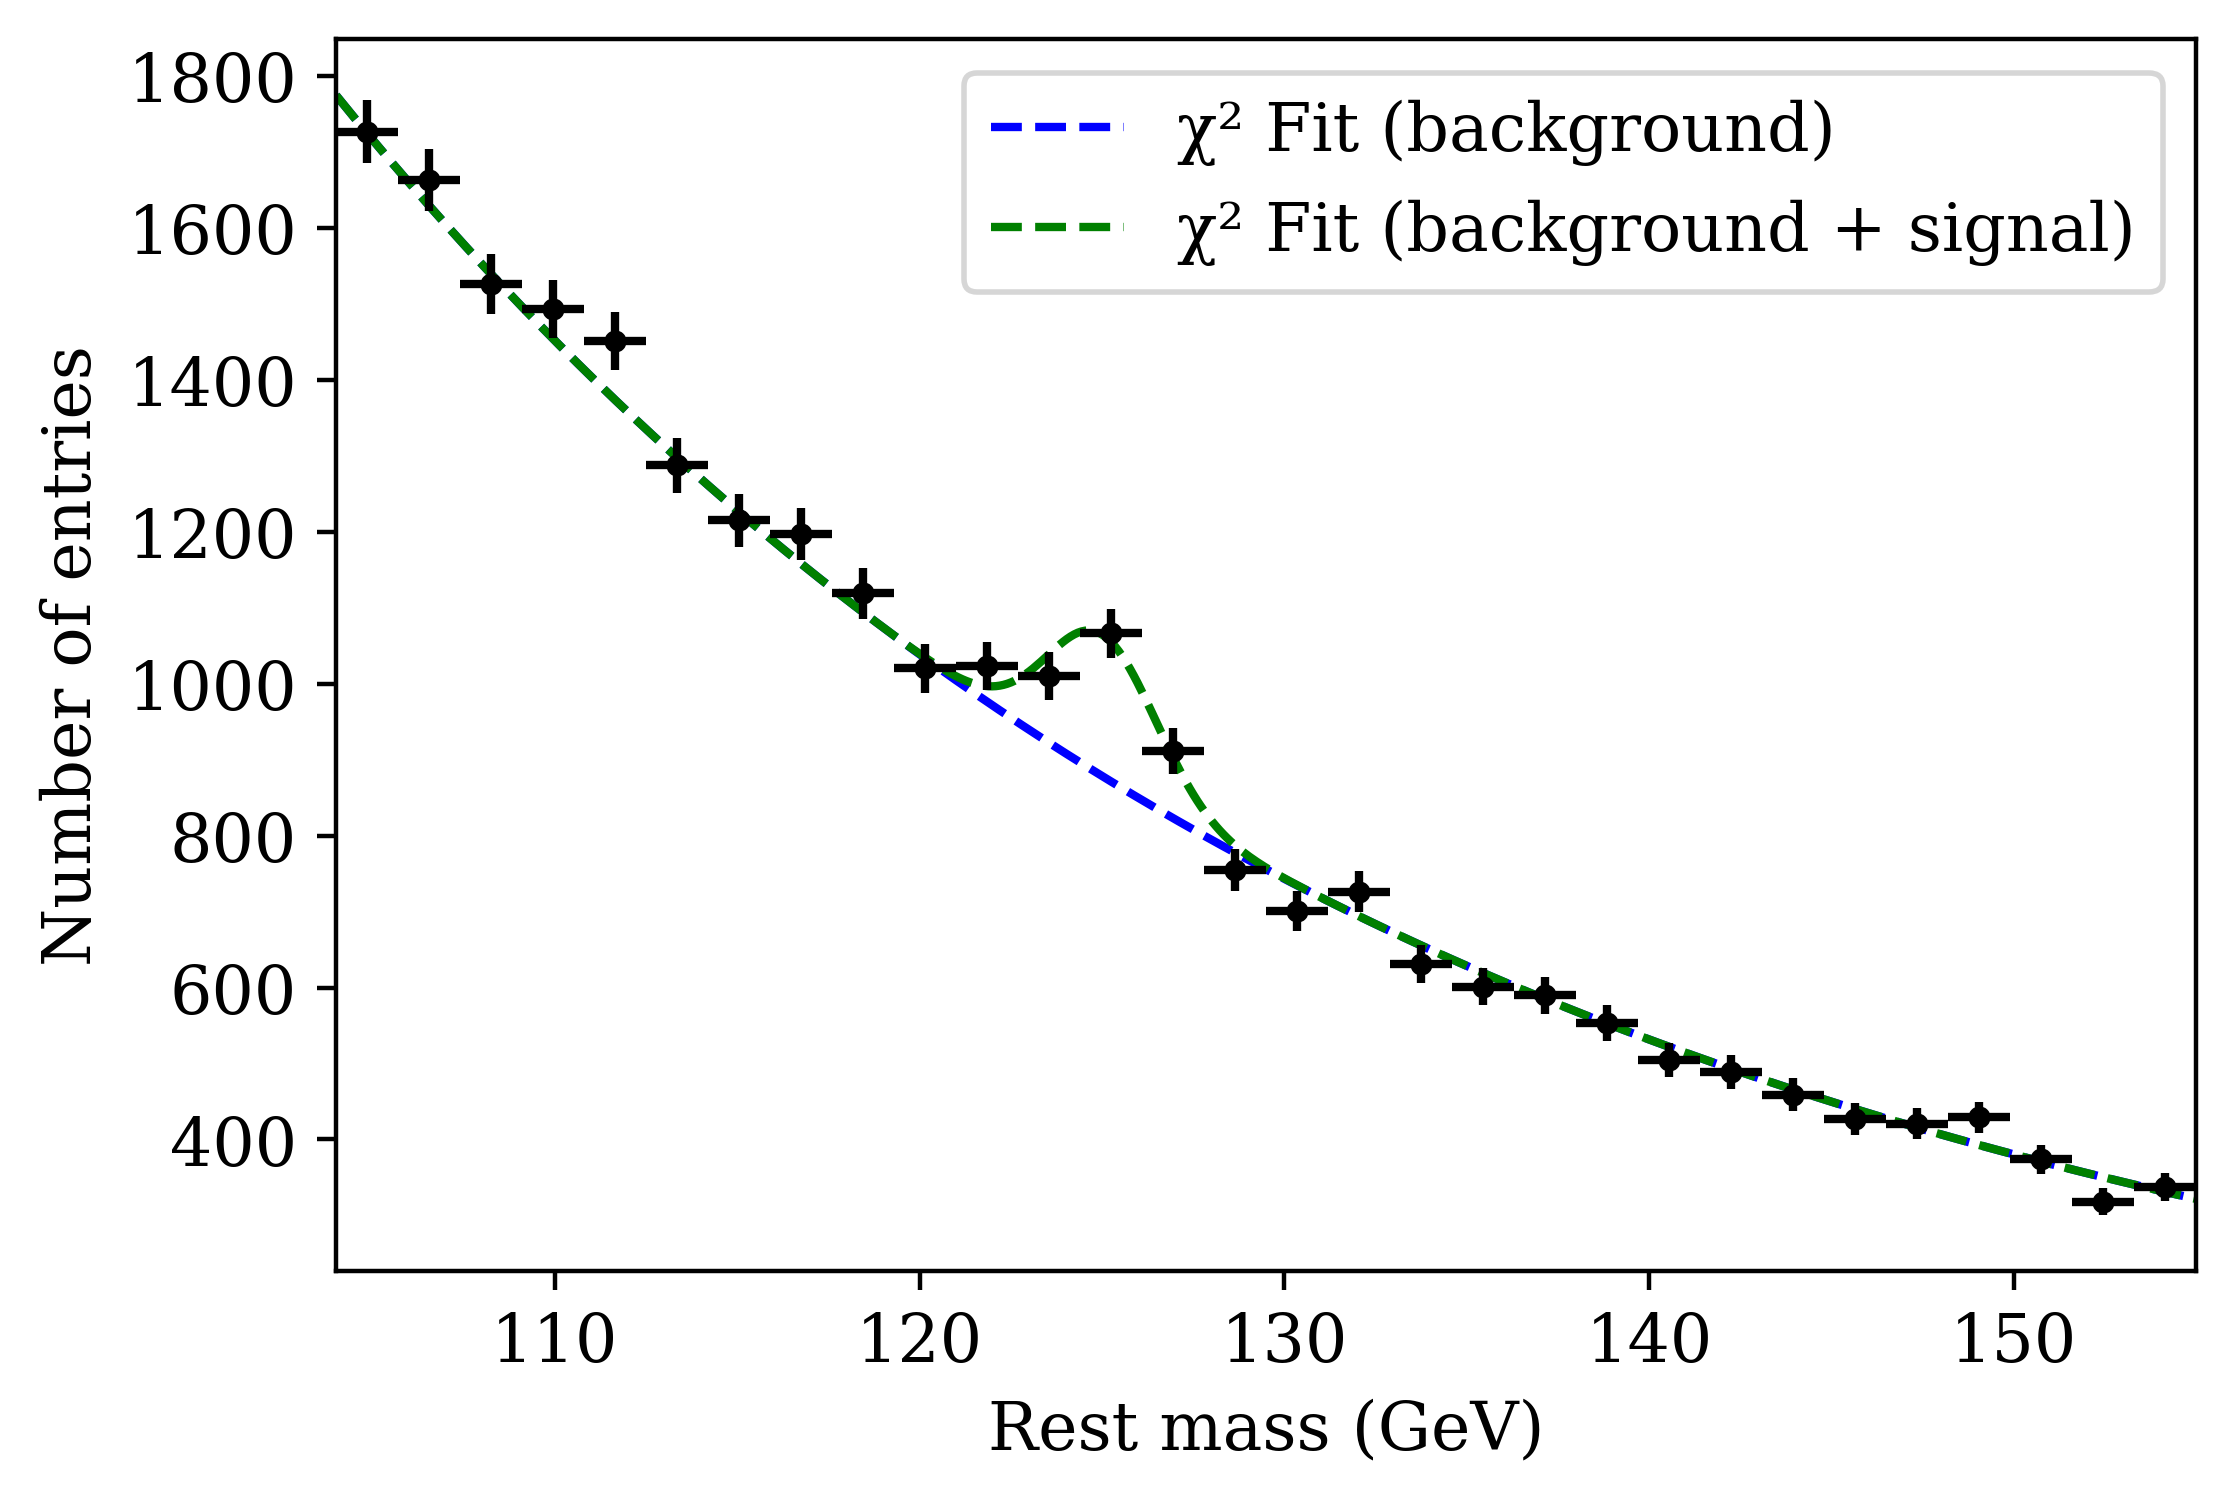 1800
1600
1400
1200
1000
800
600
400
Number of entries
χ² Fit (background)
χ² Fit (background + signal)
110 120 130 140 150
Rest mass (GeV)